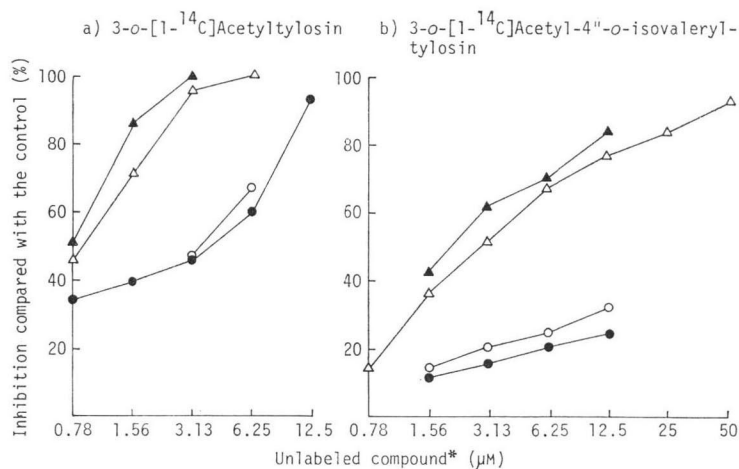 a) 3-o-[1-14C]Acetyltylosin
b) 3-o-[1-14C]Acetyl-4"-o-isovaleryl-
tylosin
Inhibition compared with the control (%)
100
80
60
40
20
0.78 1.56 3.13 6.25 12.5
100
80
60
40
20
0.78 1.56 3.13 6.25 12.5 25 50
Unlabeled compound* (µM)